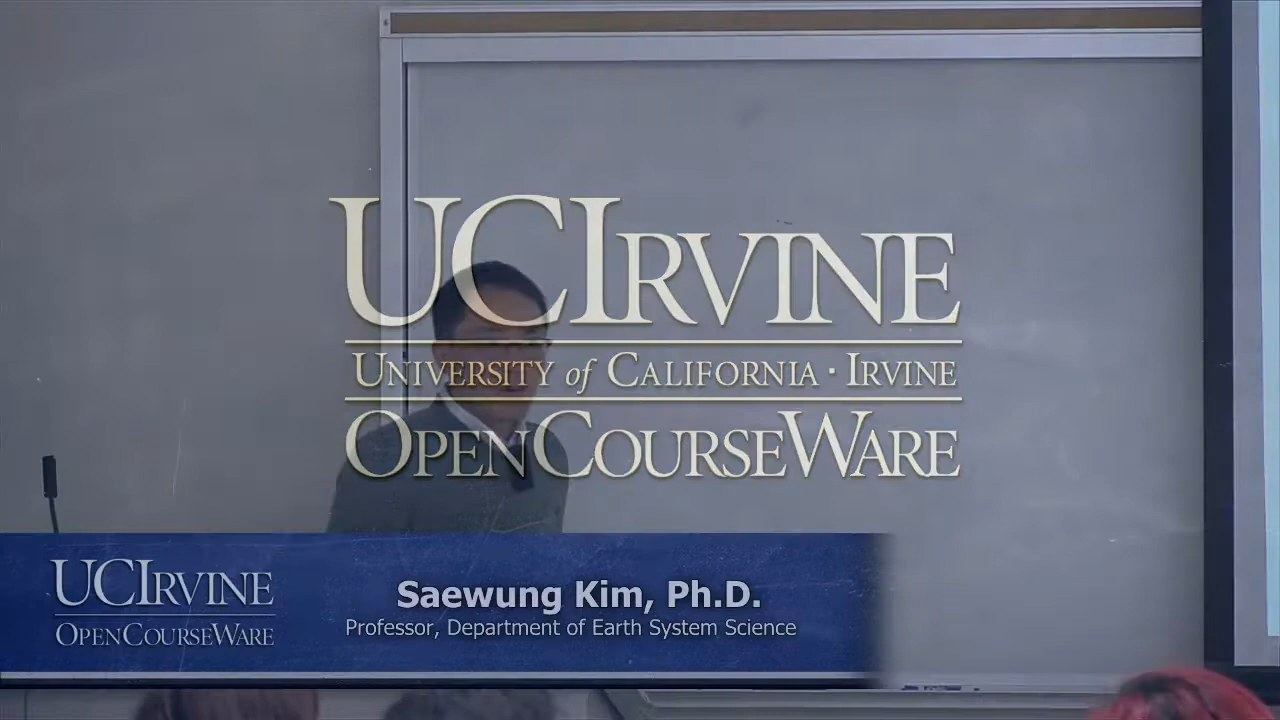 UCIRVINE
UNIVERSITY of CALIFORNIA · IRVINE
OPENCOURSEWARE
UCIRVINE
OPENCOURSEWARE
Saewung Kim, Ph.D.
Professor, Department of Earth System Science